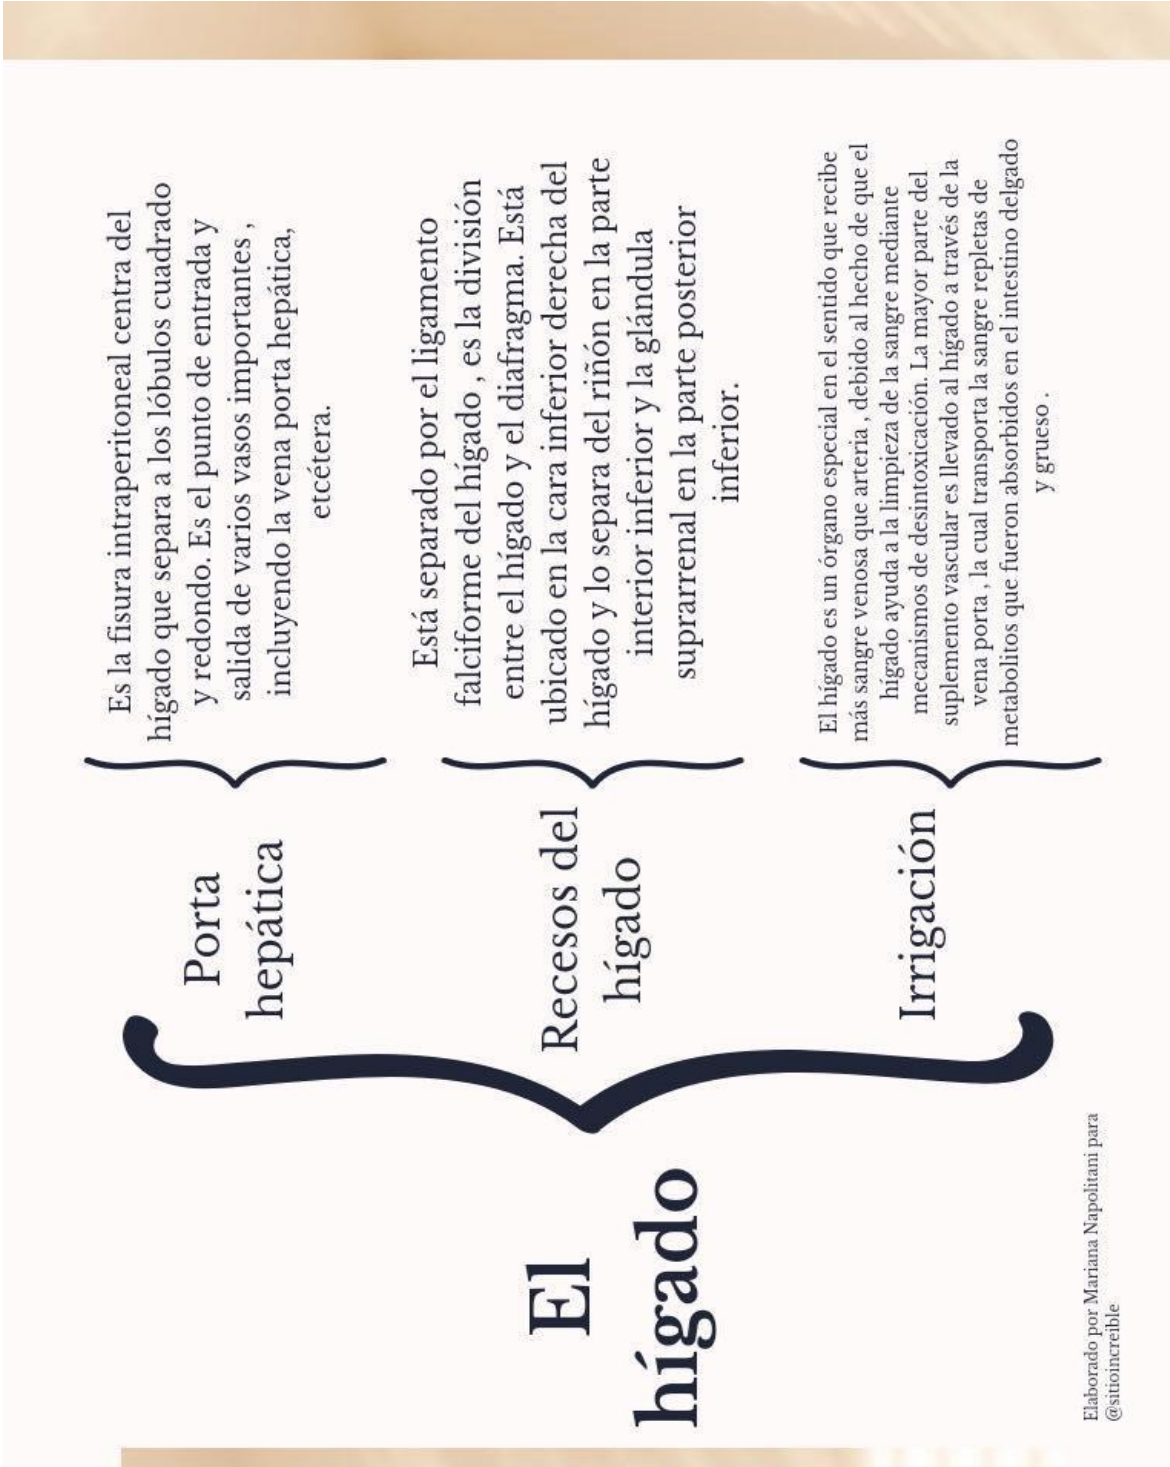 El
hígado
Porta
hepática
Es la fisura intraperitoneal centra del
hígado que separa a los lóbulos cuadrado
y redondo. Es el punto de entrada y
salida de varios vasos importantes ,
incluyendo la vena porta hepática,
etcétera.
Recesos del
hígado
Está separado por el ligamento
falciforme del hígado , es la división
entre el hígado y el diafragma. Está
ubicado en la cara inferior derecha del
hígado y lo separa del riñón en la parte
interior inferior y la glándula
suprarrenal en la parte posterior
inferior.
Irrigación
El hígado es un órgano especial en el sentido que recibe
más sangre venosa que arteria , debido al hecho de que el
hígado ayuda a la limpieza de la sangre mediante
mecanismos de desintoxicación. La mayor parte del
suplemento vascular es llevado al hígado a través de la
vena porta , la cual transporta la sangre repletas de
metabolitos que fueron absorbidos en el intestino delgado
y grueso .
Elaborado por Mariana Napolitani para
@sitioincreible